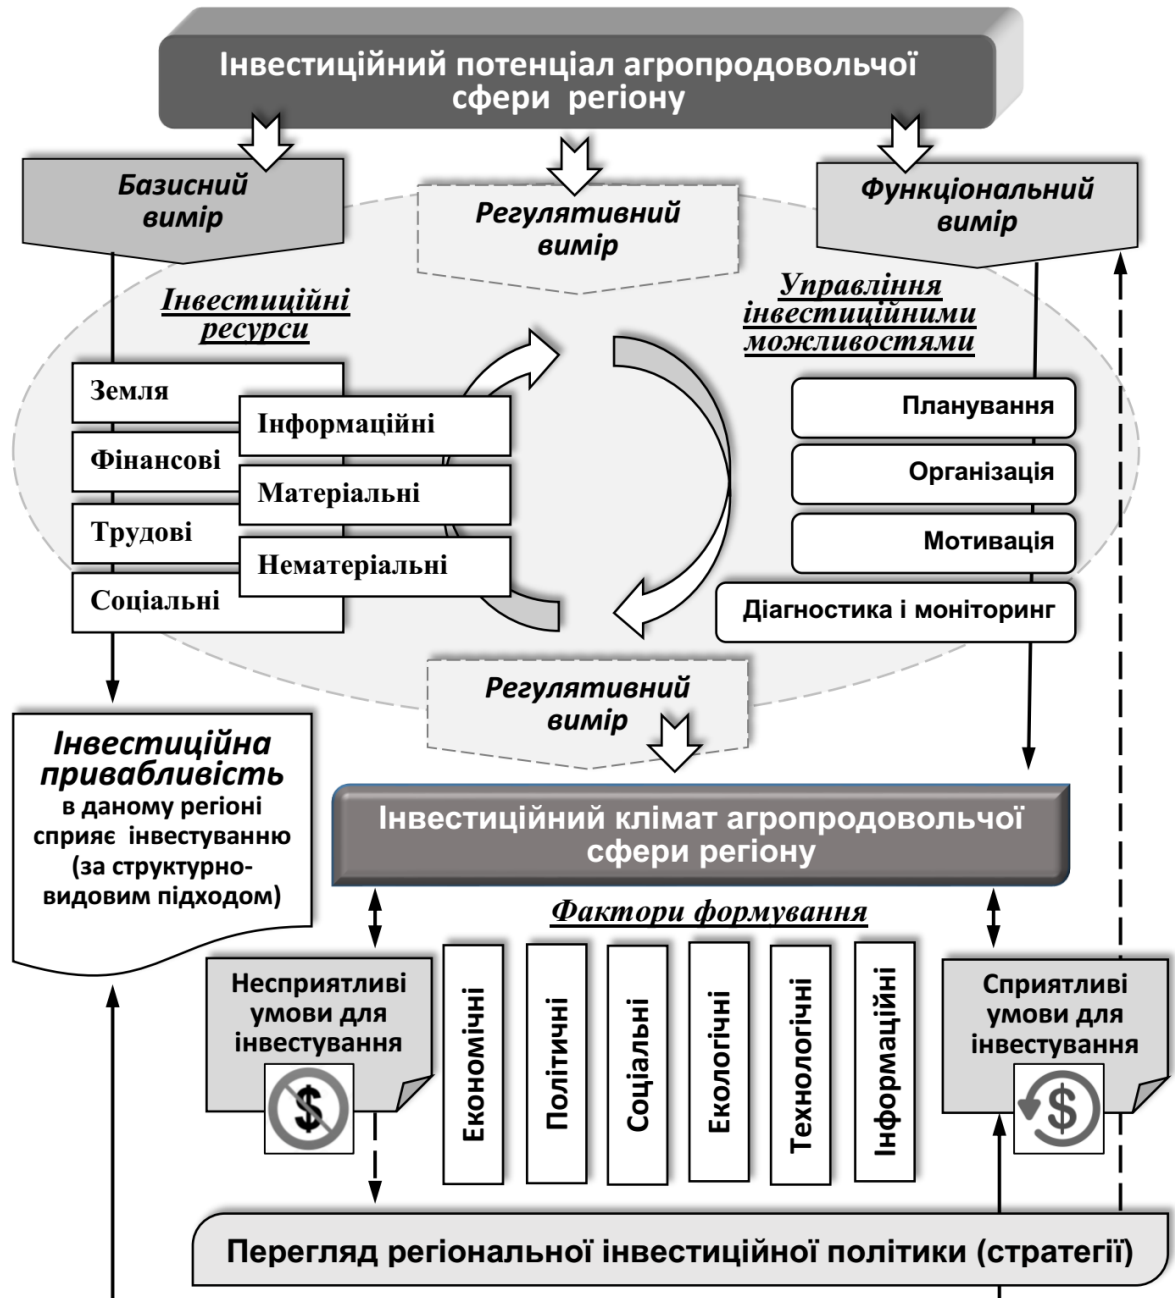 Інвестиційний потенціал агропродовольчої
сфери регіону
Базисний
вимір
Регулятивний
вимір
Функціональний
вимір
Інвестиційні
ресурси
Управління
інвестиційними
можливостями
Земля
Фінансові
Трудові
Соціальні
Інформаційні
Матеріальні
Нематеріальні
Планування
Організація
Мотивація
Діагностика і моніторинг
Регулятивний
вимір
Інвестиційна
привабливість
в даному регіоні
сприяє інвестуванню
(за структурно-
видовим підходом)
Інвестиційний клімат агропродовольчої
сфери регіону
Фактори формування
Несприятливі
умови для
інвестування
$
Економічні
Політичні
Соціальні
Екологічні
Технологічні
Інформаційні
Сприятливі
умови для
інвестування
$
Перегляд регіональної інвестиційної політики (стратегії)